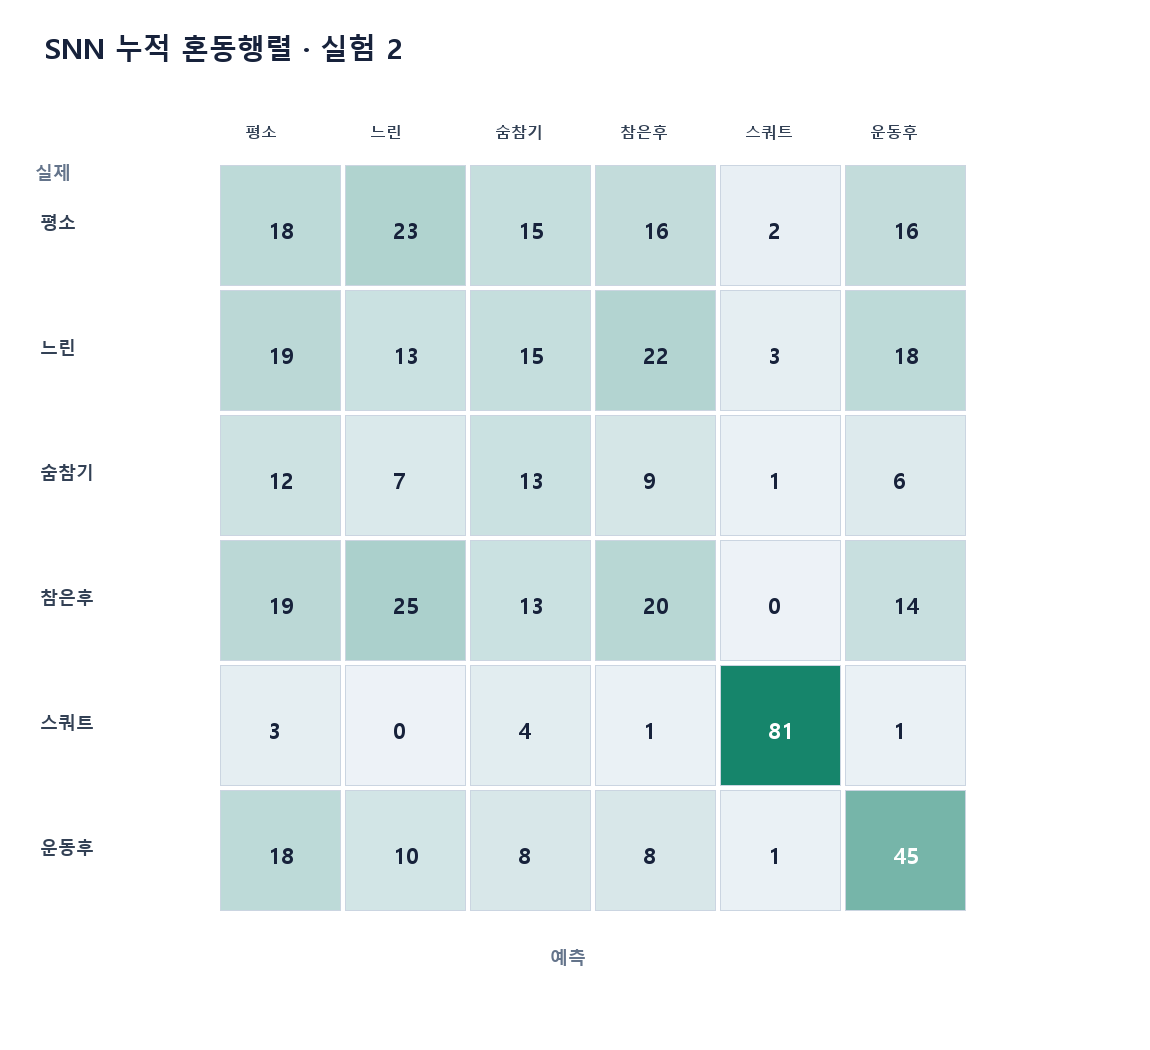 SNN 누적 혼동행렬 · 실험 2
평소 느린 숨참기 참은후 스쿼트 운동후
실제
평소 18 23 15 16 2 16
느린 19 13 15 22 3 18
숨참기 12 7 13 9 1 6
참은후 19 25 13 20 0 14
스쿼트 3 0 4 1 81 1
운동후 18 10 8 8 1 45
예측